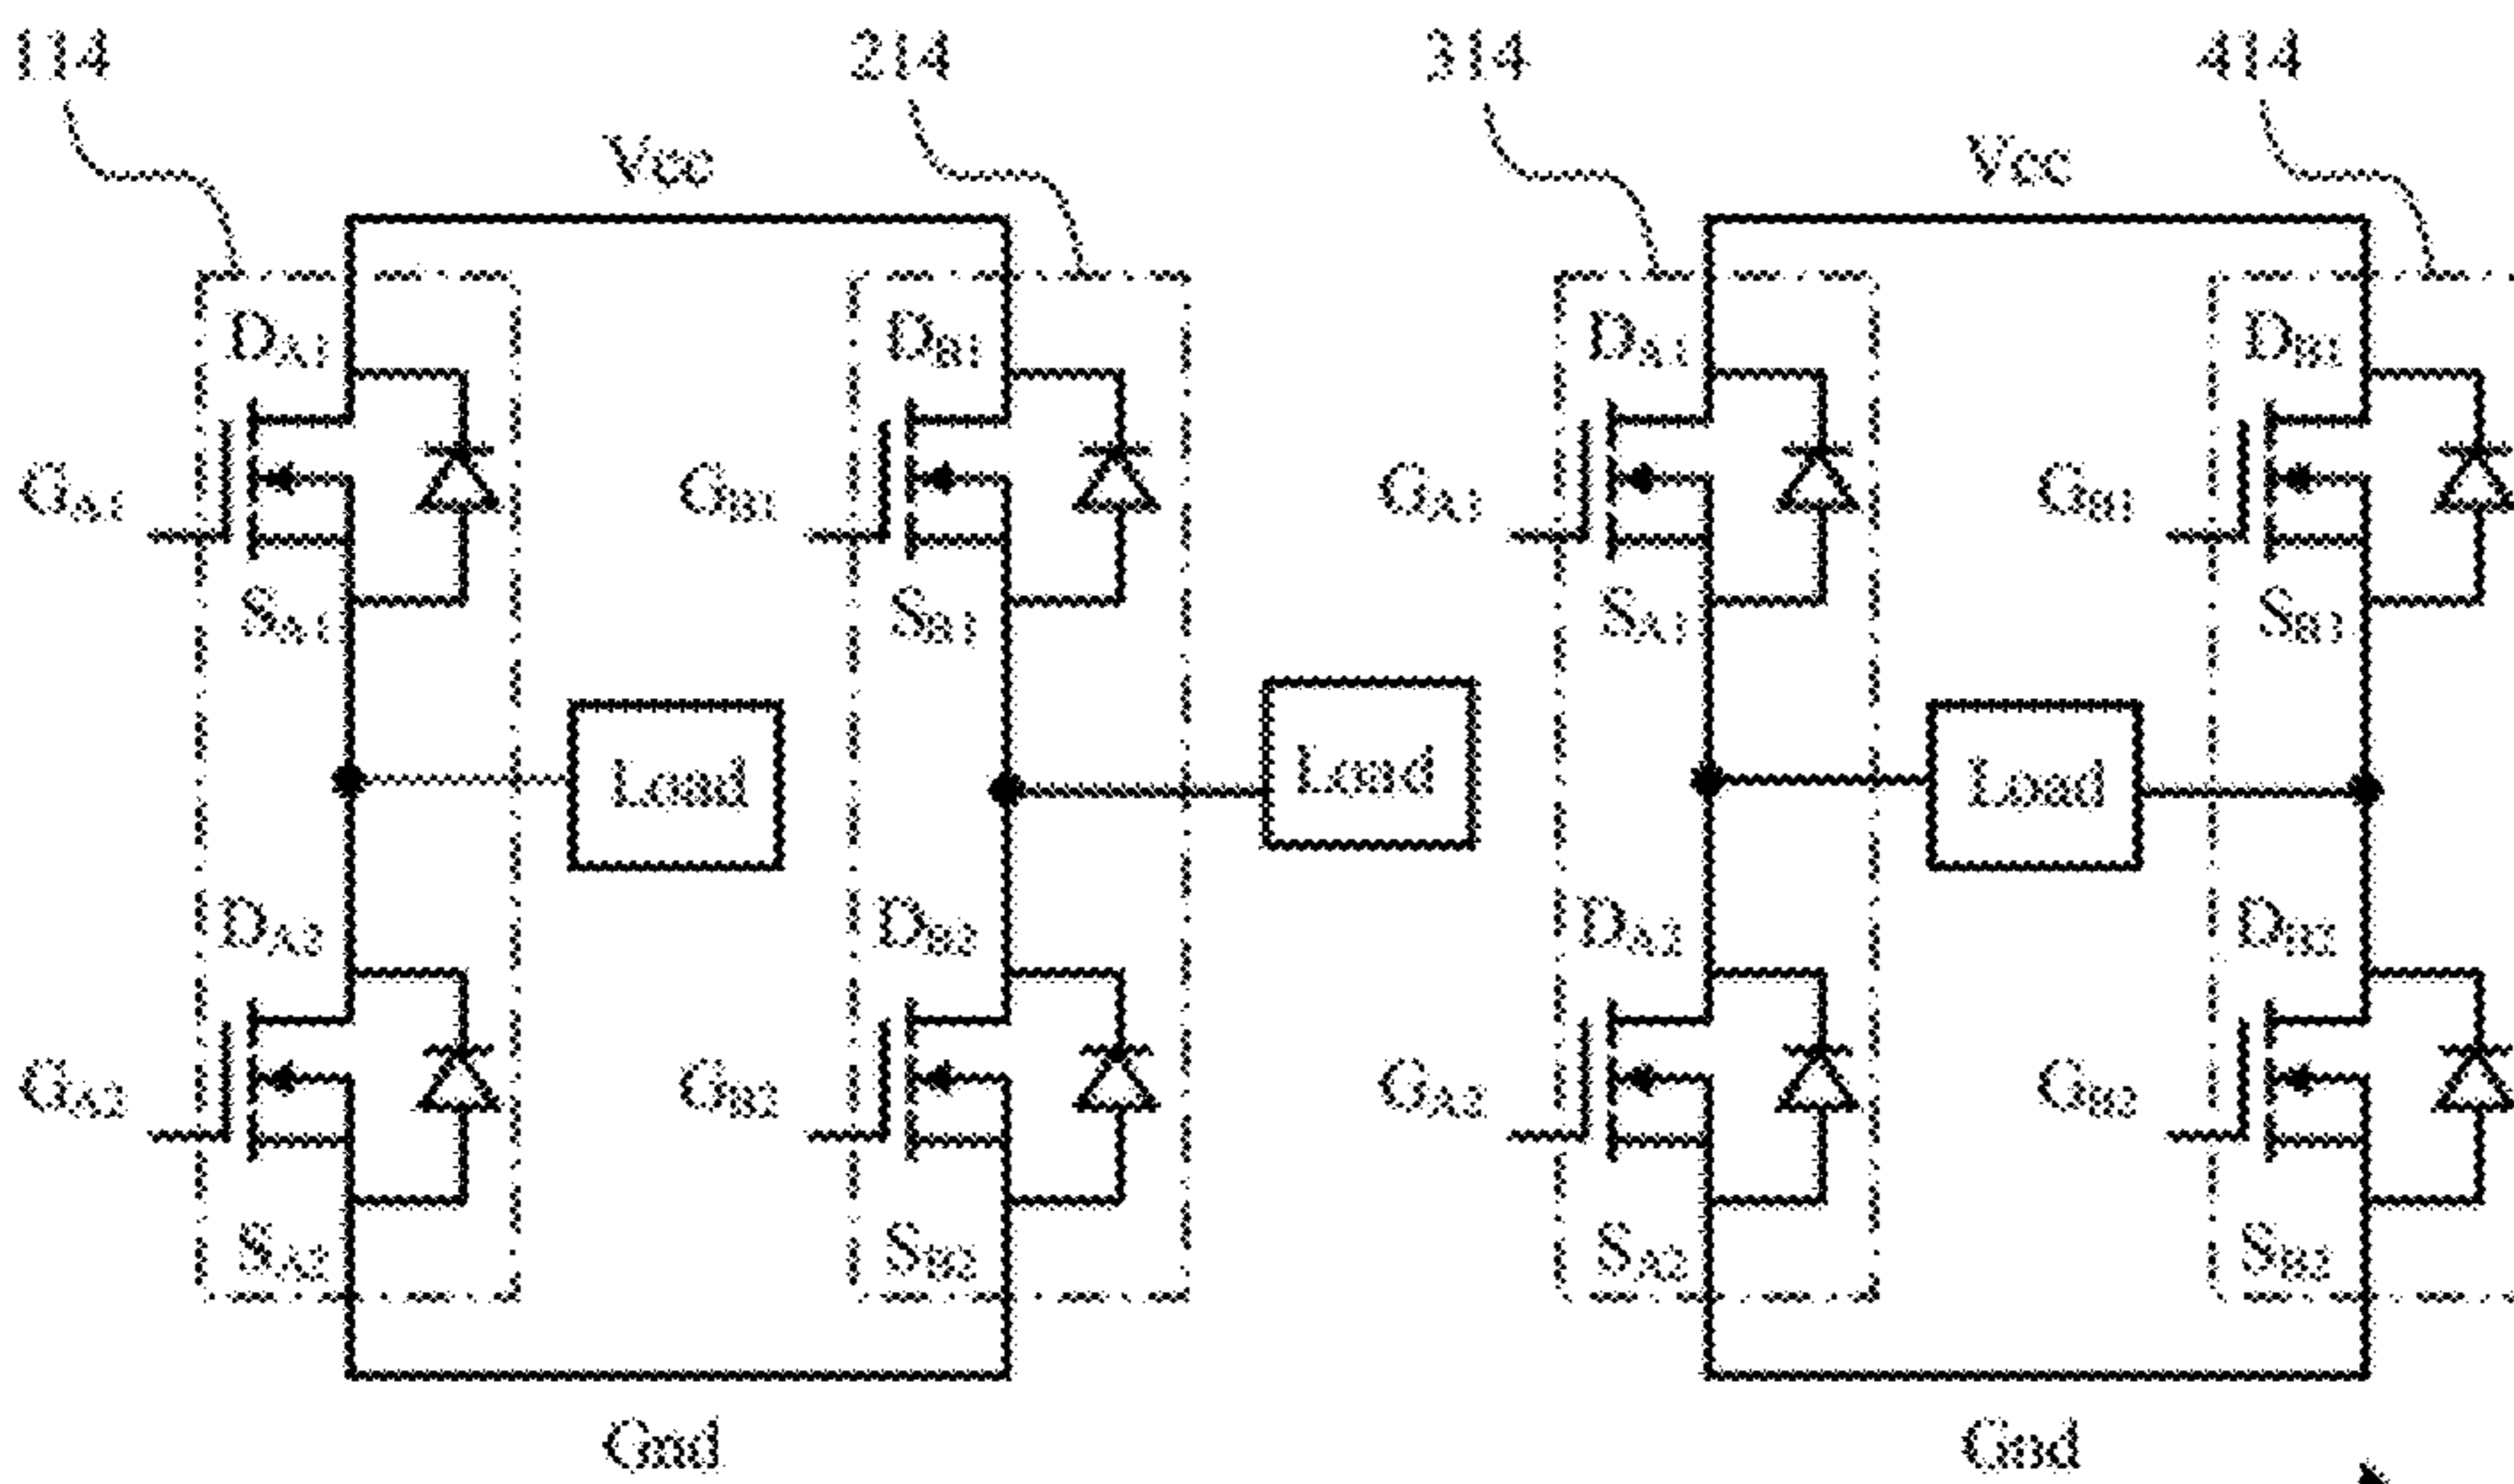 114 214 314 414
Vcc Vcc
DA1 DB1 DA1 DB1
GA1 GB1 GA1 GB1
SA1 SB1 SA1 SB1
Load Load Load
DA2 DB2 DA2 DB2
GA2 GB2 GA2 GB2
SA2 SB2 SA2 SB2
Gnd Gnd